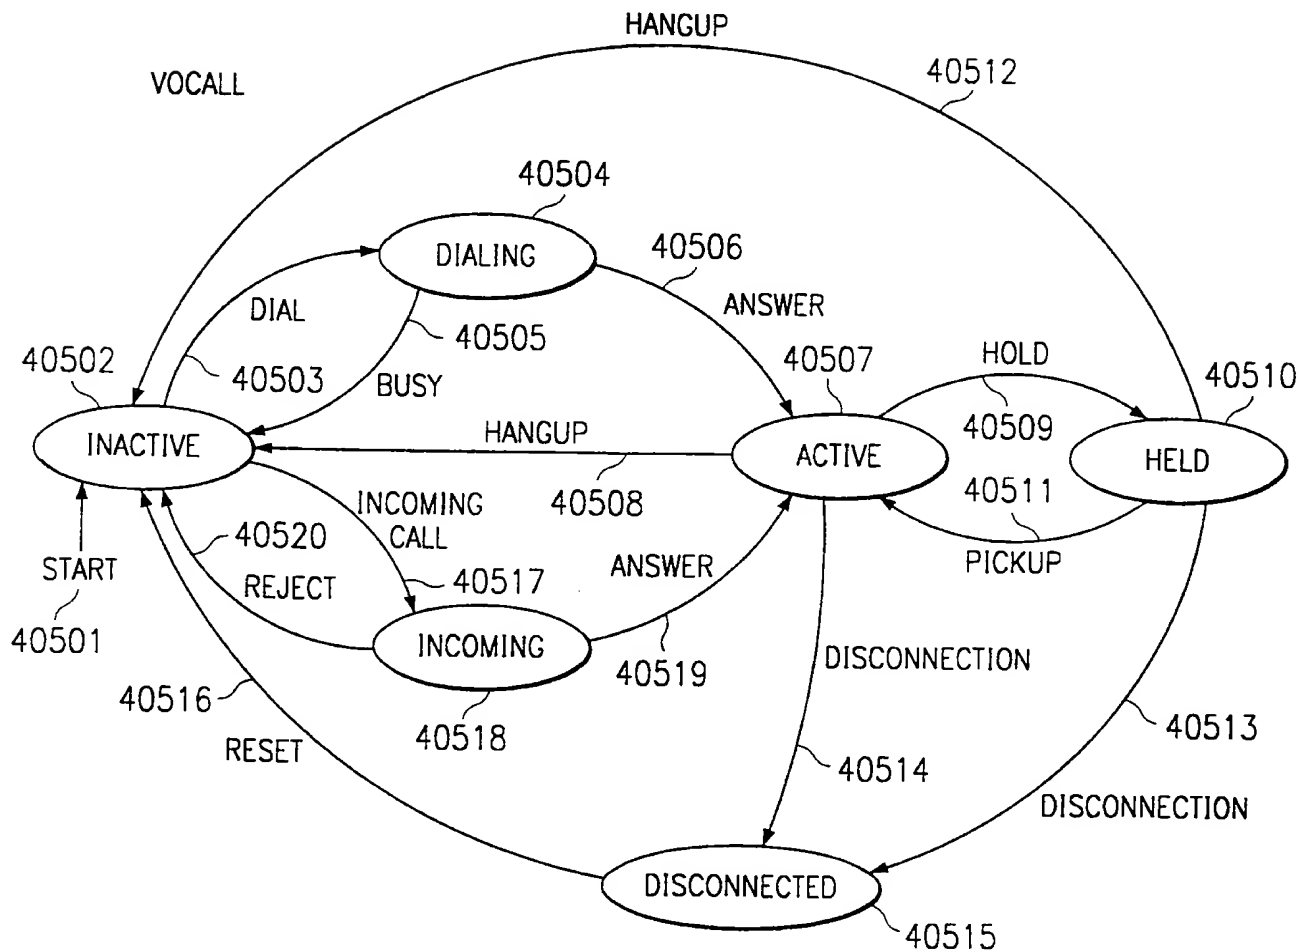 HANGUP
VOCALL
40512
40504
DIALING
40506
DIAL
ANSWER
40505
40502
40503
BUSY
40507
HOLD
40510
INACTIVE
HANGUP
40509
ACTIVE
HELD
40508
40511
INCOMING
CALL
40520
START
REJECT
40517
ANSWER
PICKUP
40501
INCOMING
40519
DISCONNECTION
40516
40518
RESET
40513
40514
DISCONNECTION
DISCONNECTED
40515